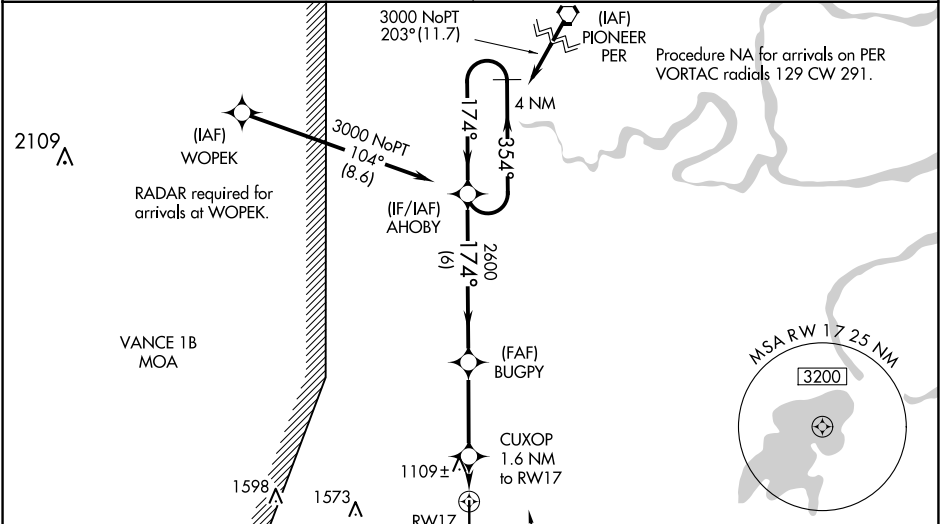 3000 NoPT
203° (11.7)
(IAF)
PIONEER
PER
Procedure NA for arrivals on PER
VORTAC radials 129 CW 291.
4 NM
174°
354°
2109
(IAF)
WOPEK
3000 NoPT
104°
(8.6)
RADAR required for
arrivals at WOPEK.
(IF/IAF)
AHOBY
2600
174°
(6)
VANCE 1B
MOA
(FAF)
BUGPY
MSA RW 17 25 NM
3200
CUXOP
1.6 NM
to RW17
1109±
1598
1573
RW17